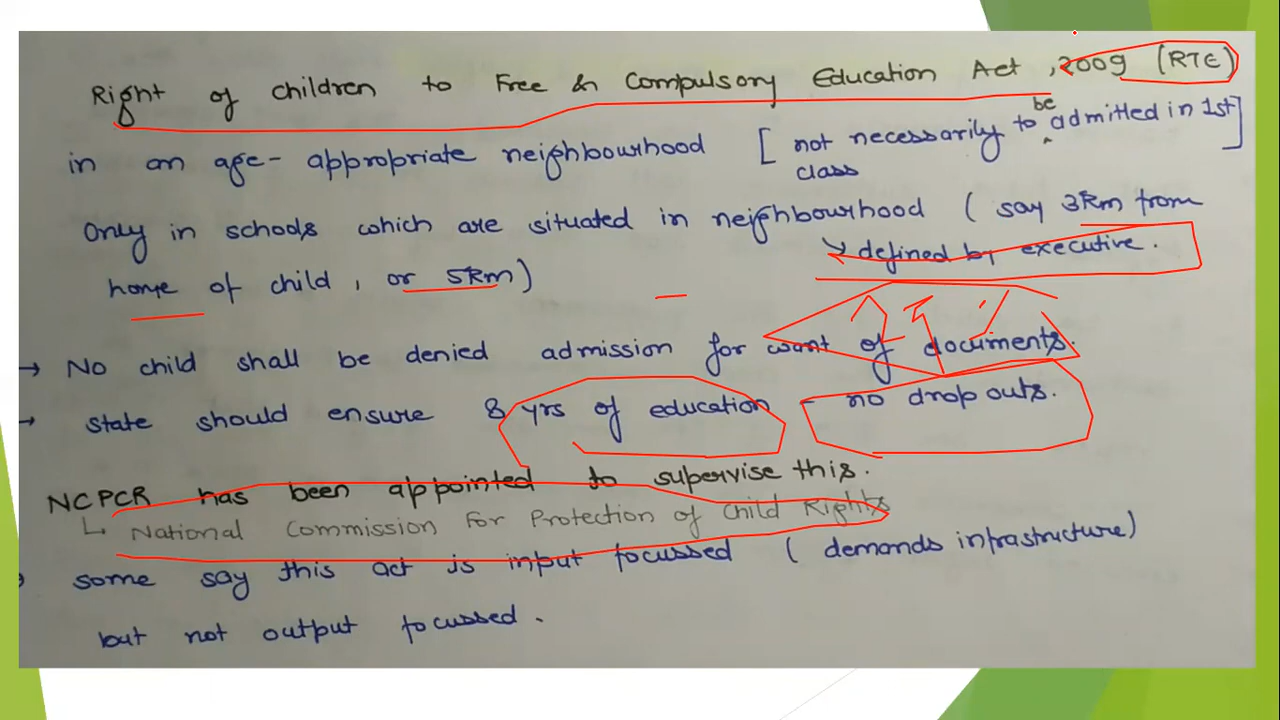 Right of children to Free & Compulsory Education Act, 2009 (RTE)
in an age-appropriate neighbourhood [not necessarily to be admitted in 1st class]
Only in schools which are situated in neighbourhood (say 3km from
↳ defined by executive.
home of child, or 5km)
→ No child shall be denied admission for want of documents.
→ state should ensure 8 yrs of education - no drop outs.
NCPCR has been appointed to supervise this.
↳ National Commission For Protection of Child Rights
some say this act is input focussed (demands infrastructure)
but not output focussed.